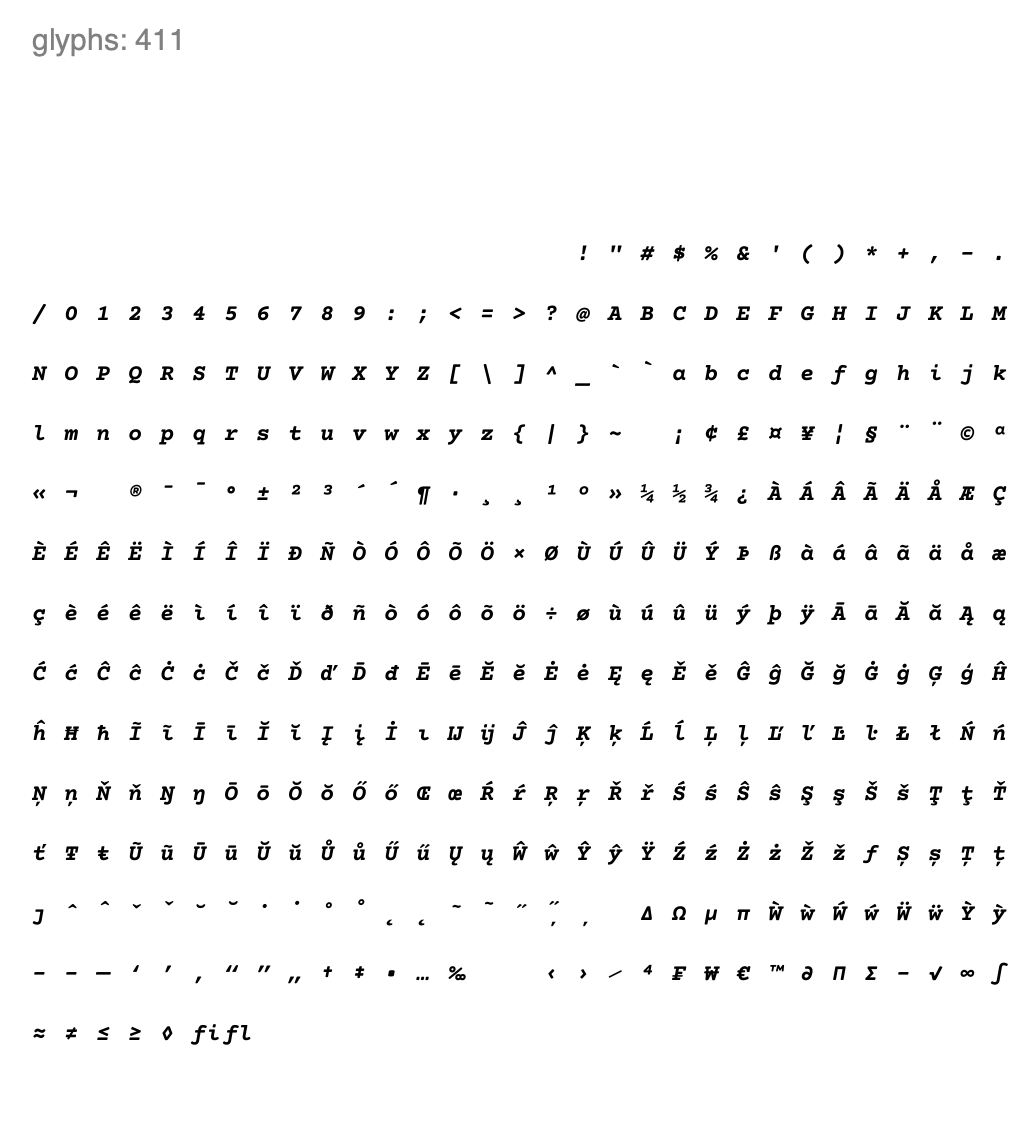 glyphs: 411
! " # $ % & ' ( ) * + , - .
/ 0 1 2 3 4 5 6 7 8 9 : ; < = > ? @ A B C D E F G H I J K L M
N O P Q R S T U V W X Y Z [ \ ] ^ _ ` ` a b c d e f g h i j k
l m n o p q r s t u v w x y z { | } ~ ¡ ¢ £ ¤ ¥ ¦ § ¨ ¨ © ª
« ¬ ® ¯ ¯ ° ± ² ³ ´ ´ ¶ · ¸ ¸ ¹ º » ¼ ½ ¾ ¿ À Á Â Ã Ä Å Æ Ç
È É Ê Ë Ì Í Î Ï Ð Ñ Ò Ó Ô Õ Ö × Ø Ù Ú Û Ü Ý Þ ß à á â ã ä å æ
ç è é ê ë ì í î ï ð ñ ò ó ô õ ö ÷ ø ù ú û ü ý þ ÿ Ā ā Ă ă Ą ą
Ć ć Ĉ ĉ Ċ ċ Č č Ď ď Đ đ Ē ē Ĕ ĕ Ė ė Ę ę Ě ě Ĝ ĝ Ğ ğ Ġ ġ Ģ ģ Ĥ
ĥ Ħ ħ Ĩ ĩ Ī ī Ĭ ĭ Į į İ ı Ĳ ĳ Ĵ ĵ Ķ ķ Ĺ ĺ Ļ ļ Ľ ľ Ŀ ŀ Ł ł Ń ń
Ņ ņ Ň ň Ŋ ŋ Ō ō Ŏ ŏ Ő ő Œ œ Ŕ ŕ Ŗ ŗ Ř ř Ś ś Ŝ ŝ Ş ş Š š Ţ ţ Ť
ť Ŧ ŧ Ũ ũ Ū ū Ŭ ŭ Ů ů Ű ű Ų ų Ŵ ŵ Ŷ ŷ Ÿ Ź ź Ż ż Ž ž ƒ Ș ș Ț ț
ȷ ˆ ˆ ˇ ˇ ˘ ˘ ˙ ˙ ˚ ˚ ˛ ˛ ˜ ˜ ˝ ̋ ̦ ̦ ∆ Ω µ π Ẁ ẁ Ẃ ẃ Ẅ ẅ Ỳ ỳ
– – — ‘ ’ ‚ “ ” „ † ‡ • … ‰ ‹ › ⁄ ⁴ ₣ ₩ € ™ ∂ ∏ ∑ − √ ∞ ∫
≈ ≠ ≤ ≥ ◊ fi fl